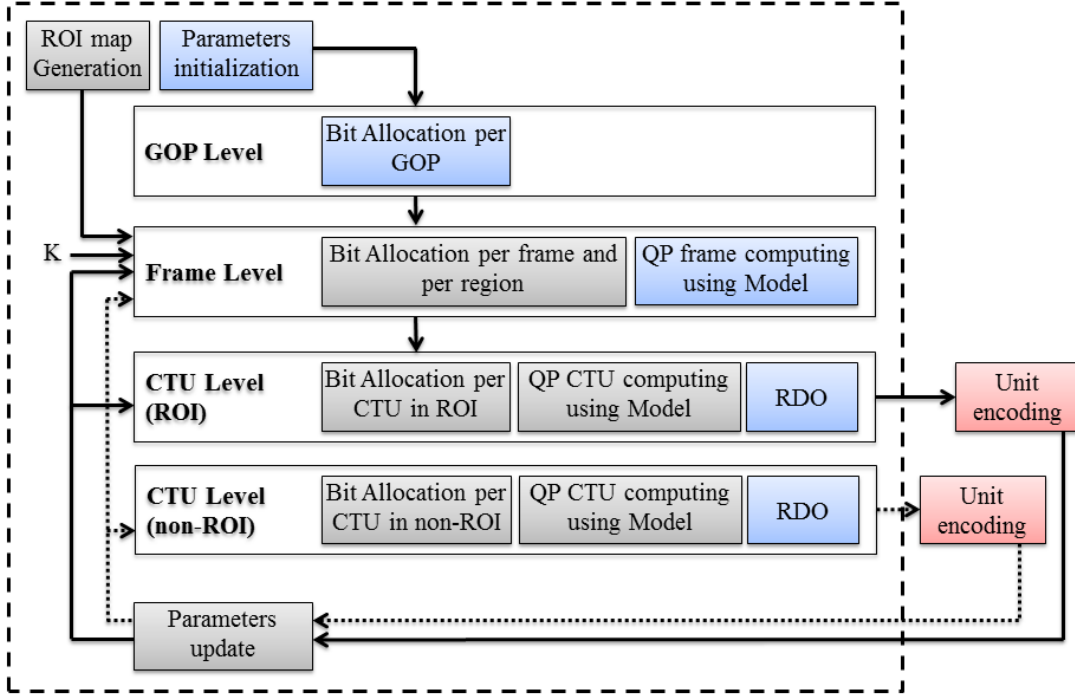 ROI map
Generation
Parameters
initialization
GOP Level
Bit Allocation per
GOP
K
Frame Level
Bit Allocation per frame and
per region
QP frame computing
using Model
CTU Level
(ROI)
Bit Allocation per
CTU in ROI
QP CTU computing
using Model
RDO
Unit
encoding
CTU Level
(non-ROI)
Bit Allocation per
CTU in non-ROI
QP CTU computing
using Model
RDO
Unit
encoding
Parameters
update